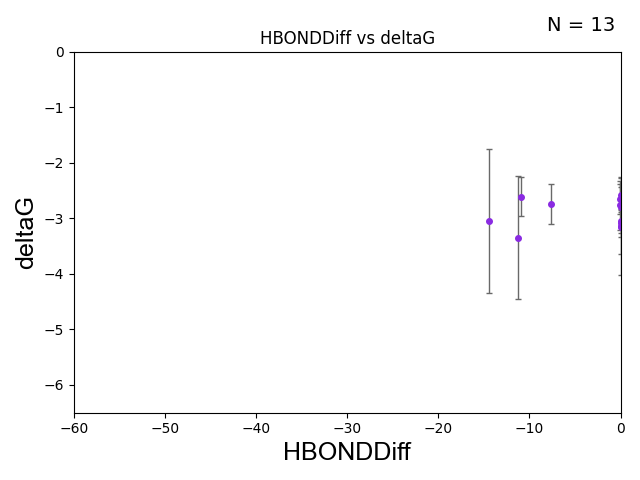 N = 13
HBONDDiff vs deltaG
0
−1
−2
−3
−4
−5
−6
deltaG
−60 −50 −40 −30 −20 −10 0
HBONDDiff